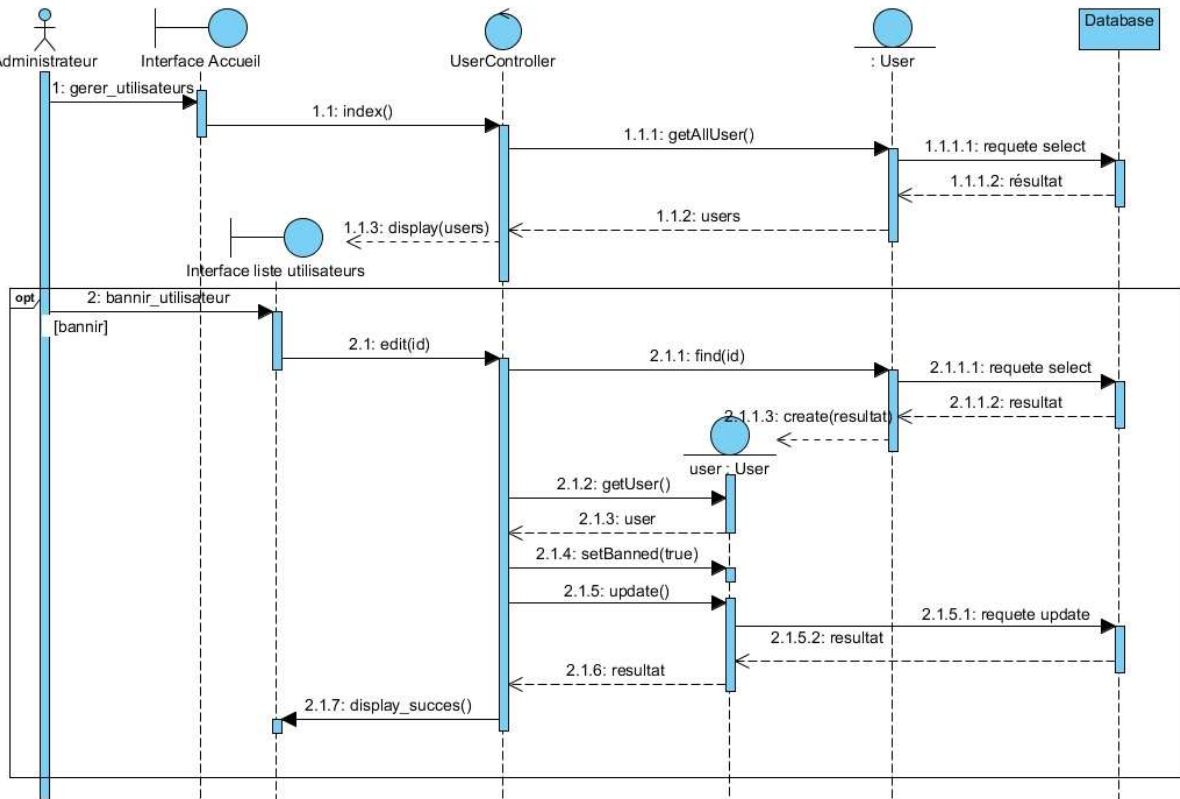 Database
Administrateur
Interface Accueil
UserController
: User
1: gerer_utilisateurs
1.1: index()
1.1.1: getAllUser()
1.1.1.1: requete select
1.1.1.2: résultat
1.1.2: users
1.1.3: display(users)
Interface liste utilisateurs
opt
2: bannir_utilisateur
[bannir]
2.1: edit(id)
2.1.1: find(id)
2.1.1.1: requete select
2.1.1.2: resultat
2.1.1.3: create(resultat)
user : User
2.1.2: getUser()
2.1.3: user
2.1.4: setBanned(true)
2.1.5: update()
2.1.5.1: requete update
2.1.5.2: resultat
2.1.6: resultat
2.1.7: display_succes()